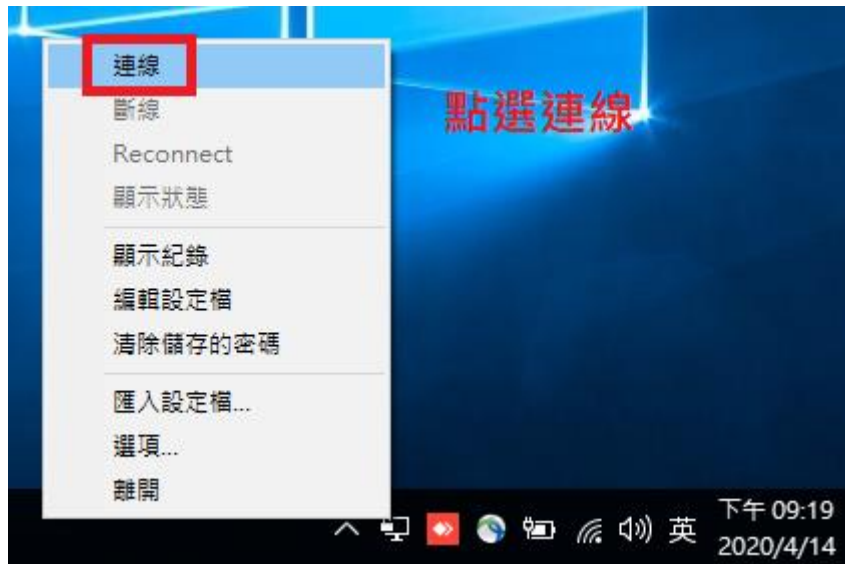 連線
點選連線
斷線
Reconnect
顯示狀態
顯示紀錄
編輯設定檔
清除儲存的密碼
匯入設定檔...
選項...
離開
英
下午 09:19
2020/4/14